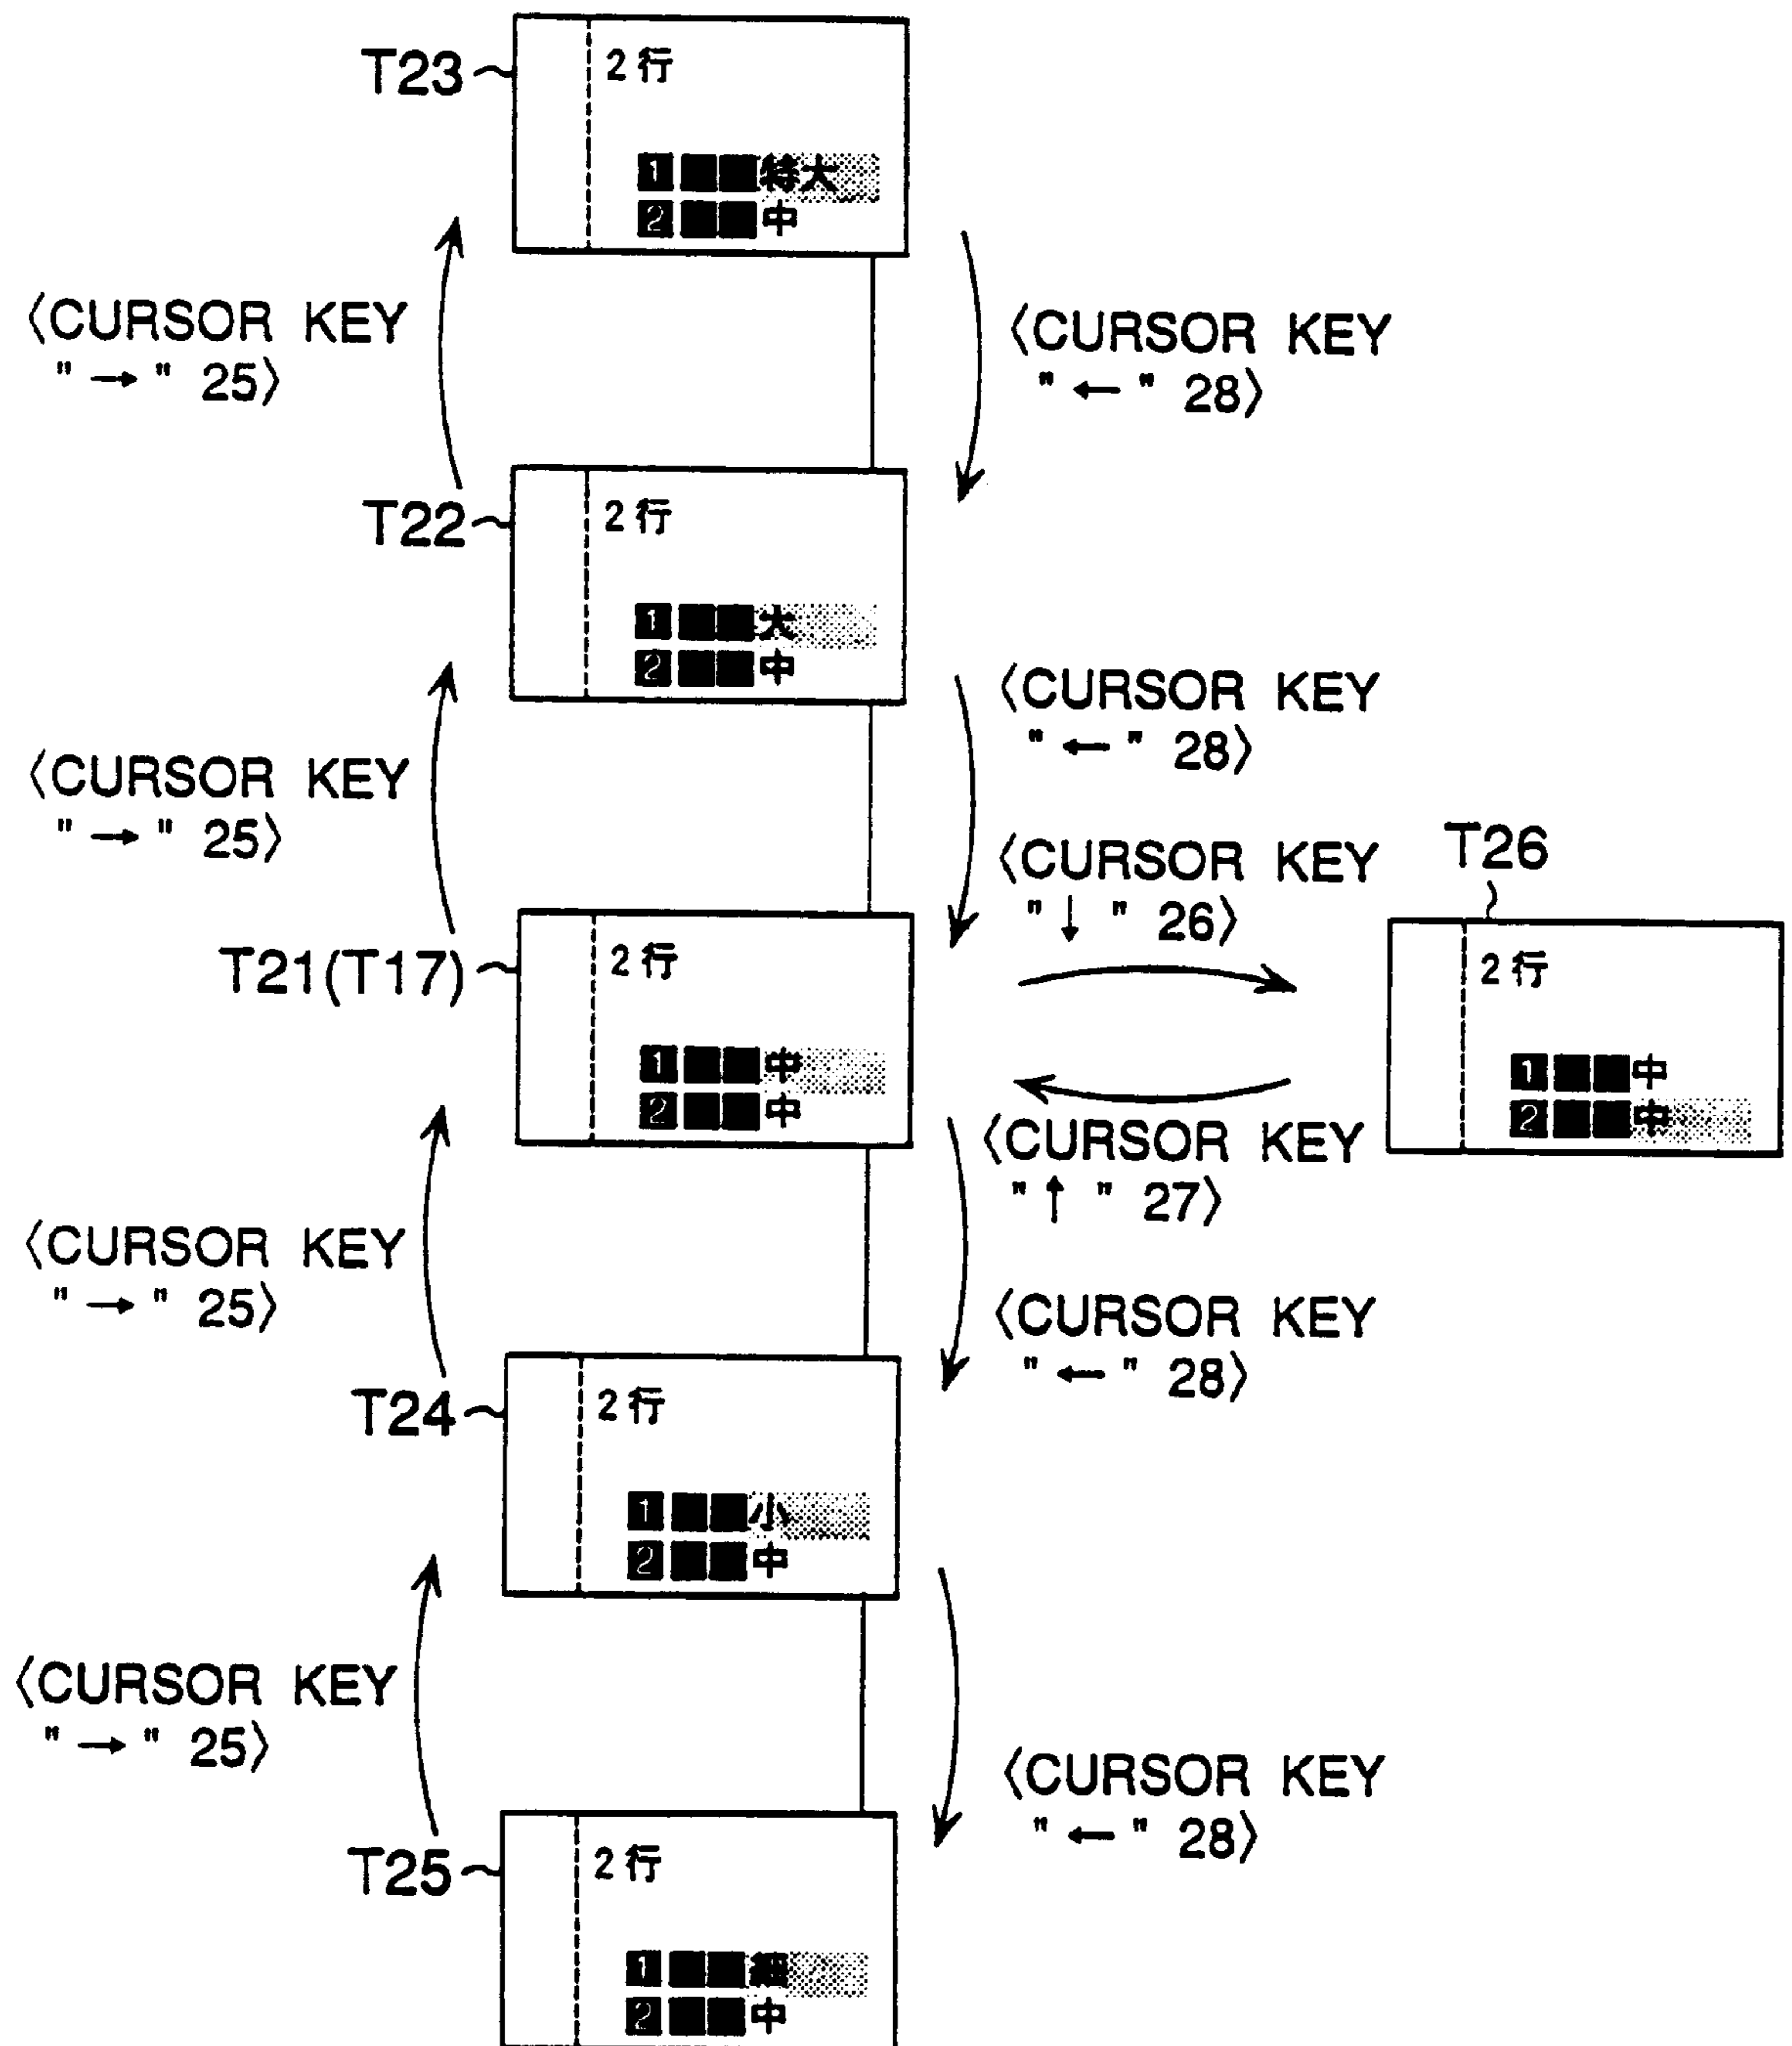 T23
2行
1 ■■特大
2 ■■中
〈CURSOR KEY
"→" 25〉
〈CURSOR KEY
"←" 28〉
T22
2行
1 ■■大
2 ■■中
〈CURSOR KEY
"→" 25〉
〈CURSOR KEY
"←" 28〉
〈CURSOR KEY
"↓" 26〉
T26
2行
1 ■■中
2 ■■中
T21(T17)
2行
1 ■■中
2 ■■中
〈CURSOR KEY
"↑" 27〉
〈CURSOR KEY
"→" 25〉
〈CURSOR KEY
"←" 28〉
T24
2行
1 ■■小
2 ■■中
〈CURSOR KEY
"→" 25〉
〈CURSOR KEY
"←" 28〉
T25
2行
1 ■■細
2 ■■中